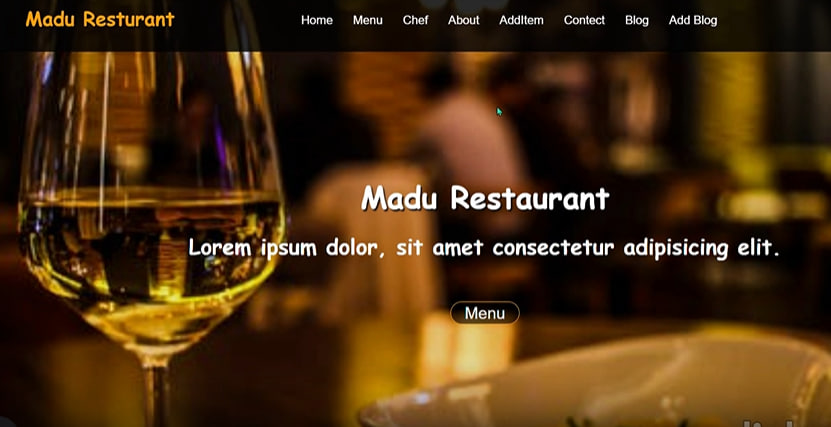 Madu Resturant
Home Menu Chef About AddItem Contect Blog Add Blog
Madu Restaurant
Lorem ipsum dolor, sit amet consectetur adipisicing elit.
Menu